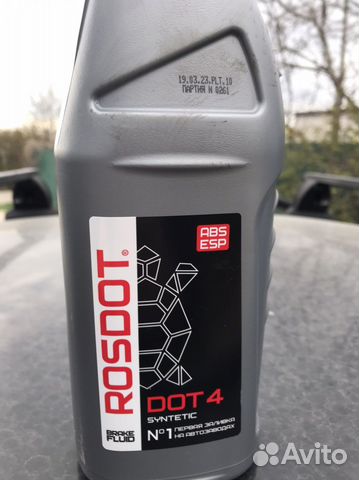 19.03.23.PLT.10
ПАРТИЯ N 0261
ABS
ESP
ROSDOT®
BRAKE
FLUID
DOT 4
SYNTETIC
Nº1 ПЕРВАЯ ЗАЛИВКА
НА АВТОЗАВОДАХ
Avito